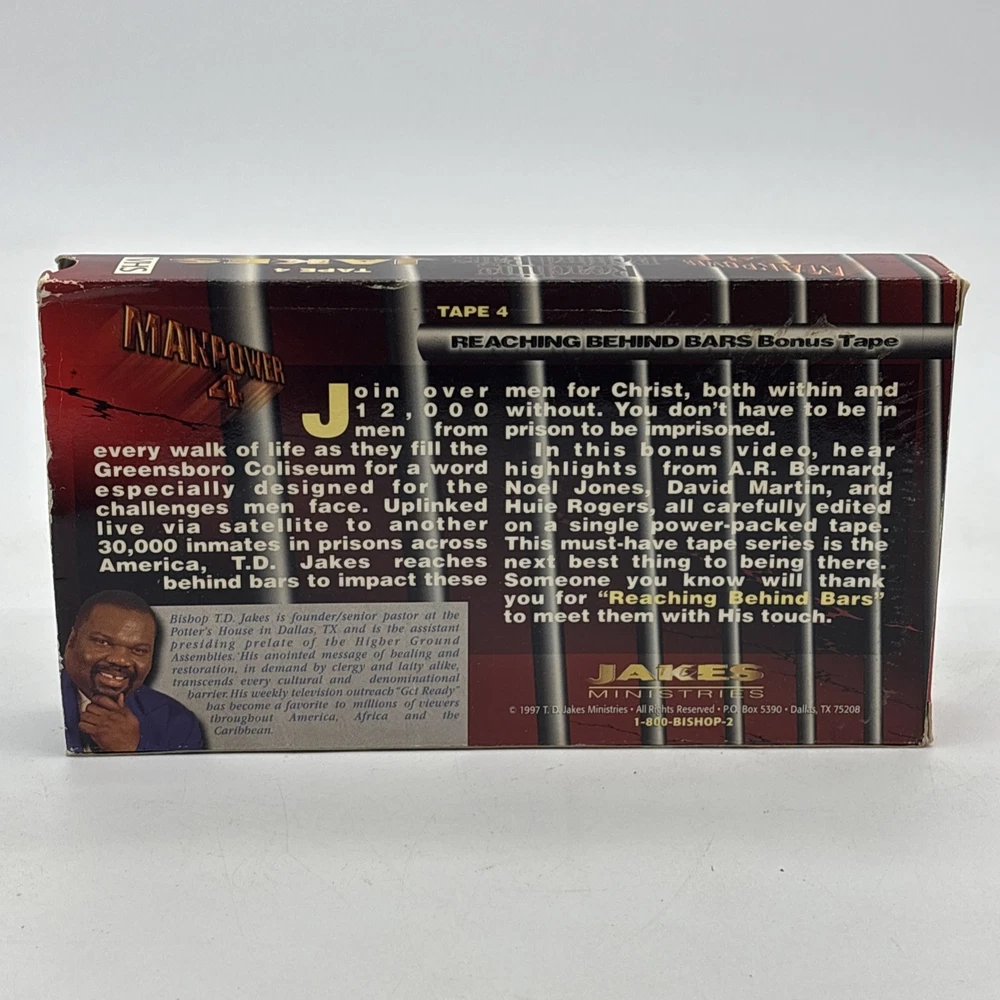 VHS
TAPE 4
JAKES
Reaching
Behind Bars
MANPOWER
MANPOWER
4
TAPE 4
REACHING BEHIND BARS Bonus Tape
Join over
12,000
men from
every walk of life as they fill the
Greensboro Coliseum for a word
especially designed for the
challenges men face. Uplinked
live via satellite to another
30,000 inmates in prisons across
America, T.D. Jakes reaches
behind bars to impact these
men for Christ, both within and
without. You don't have to be in
prison to be imprisoned.
In this bonus video, hear
highlights from A.R. Bernard,
Noel Jones, David Martin, and
Huie Rogers, all carefully edited
on a single power-packed tape.
This must-have tape series is the
next best thing to being there.
Someone you know will thank
you for "Reaching Behind Bars"
to meet them with His touch.
Bishop T.D. Jakes is founder/senior pastor at the
Potter's House in Dallas, TX and is the assistant
presiding prelate of the Higher Ground
Assemblies. His anointed message of healing and
restoration, in demand by clergy and laity alike,
transcends every cultural and denominational
barrier. His weekly television outreach "Get Ready"
has become a favorite to millions of viewers
throughout America, Africa and the
Caribbean.
JAKES
MINISTRIES
© 1997 T. D. Jakes Ministries • All Rights Reserved • P.O. Box 5390 • Dallas, TX 75208
1-800-BISHOP-2